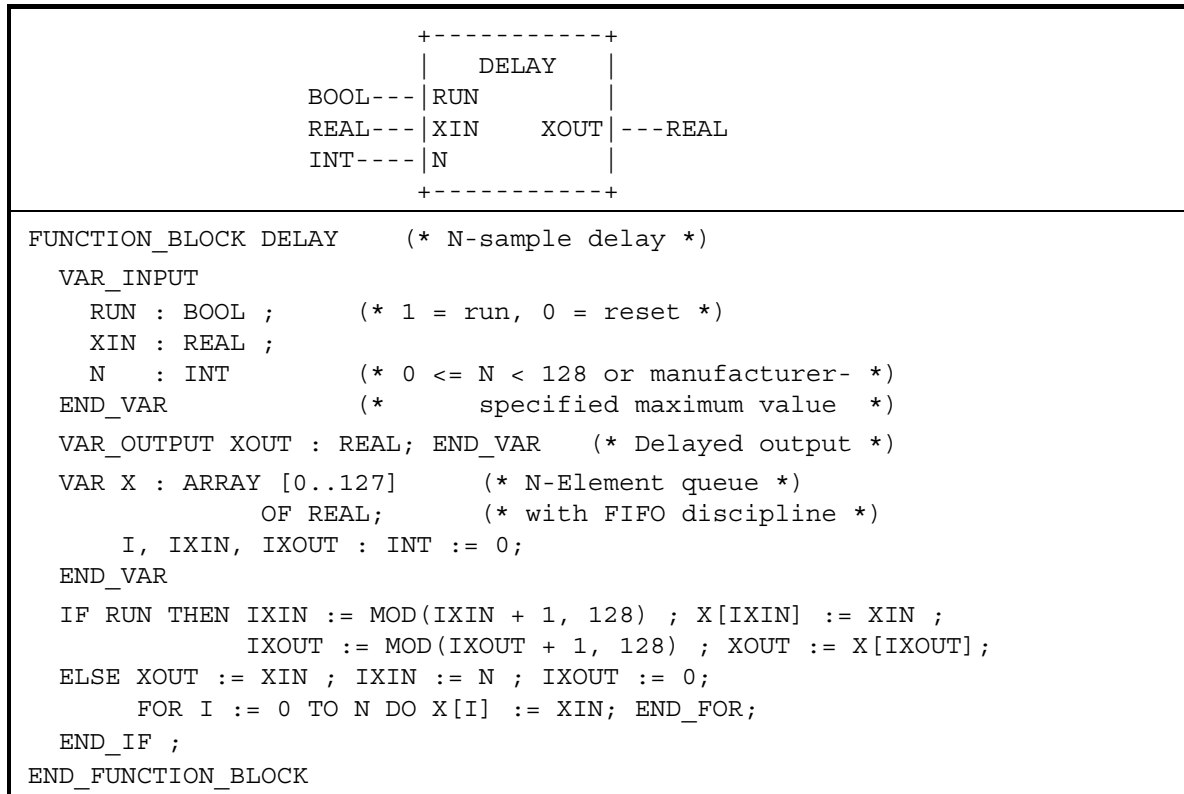 +-----------+
|   DELAY   |
BOOL---|RUN        |
REAL---|XIN    XOUT|---REAL
INT----|N          |
+-----------+
FUNCTION_BLOCK DELAY    (* N-sample delay *)
VAR_INPUT
RUN : BOOL ;      (* 1 = run, 0 = reset *)
XIN : REAL ;
N   : INT         (* 0 <= N < 128 or manufacturer- *)
END_VAR           (*      specified maximum value  *)
VAR_OUTPUT XOUT : REAL; END_VAR   (* Delayed output *)
VAR X : ARRAY [0..127]      (* N-Element queue *)
OF REAL;       (* with FIFO discipline *)
I, IXIN, IXOUT : INT := 0;
END_VAR
IF RUN THEN IXIN := MOD(IXIN + 1, 128) ; X[IXIN] := XIN ;
IXOUT := MOD(IXOUT + 1, 128) ; XOUT := X[IXOUT];
ELSE XOUT := XIN ; IXIN := N ; IXOUT := 0;
FOR I := 0 TO N DO X[I] := XIN; END_FOR;
END_IF ;
END_FUNCTION_BLOCK